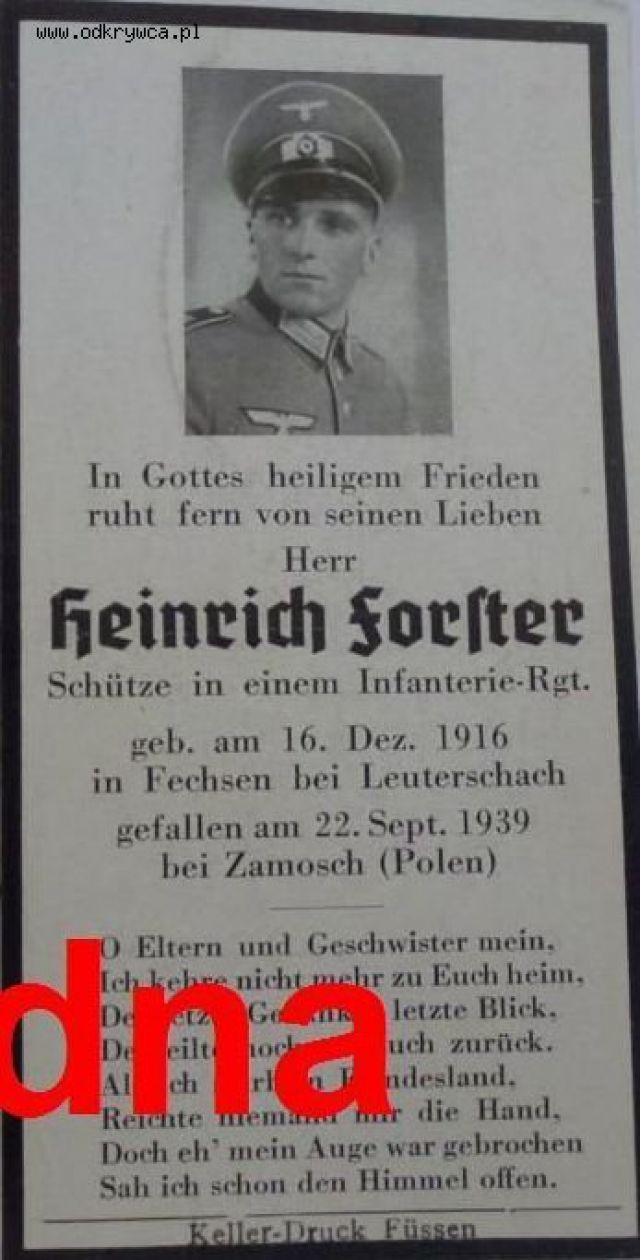 www.odkrywca.pl
In Gottes heiligem Frieden
ruht fern von seinen Lieben
Herr
Heinrich Forſter
Schütze in einem Infanterie-Rgt.
geb. am 16. Dez. 1916
in Fechsen bei Leuterschach
gefallen am 22. Sept. 1939
bei Zamosch (Polen)
O Eltern und Geschwister mein,
Ich kehre nicht mehr zu Euch heim,
letzte Blick,
zurück.
Reichte niemand mir die Hand,
Doch eh' mein Auge war gebrochen
Sah ich schon den Himmel offen.
dna
Keller-Druck Füssen